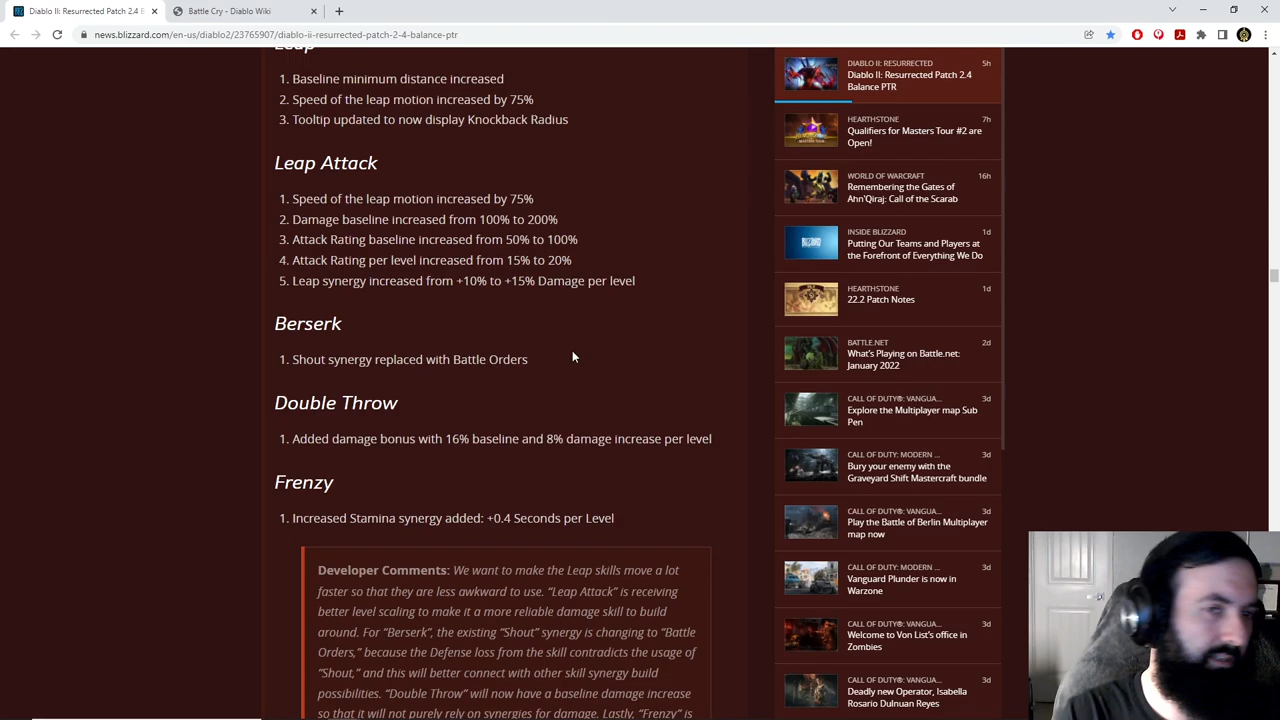 Diablo II: Resurrected Patch 2.4 B
Battle Cry - Diablo Wiki
news.blizzard.com/en-us/diablo2/23765907/diablo-ii-resurrected-patch-2-4-balance-ptr
Leap
1. Baseline minimum distance increased
2. Speed of the leap motion increased by 75%
3. Tooltip updated to now display Knockback Radius
Leap Attack
1. Speed of the leap motion increased by 75%
2. Damage baseline increased from 100% to 200%
3. Attack Rating baseline increased from 50% to 100%
4. Attack Rating per level increased from 15% to 20%
5. Leap synergy increased from +10% to +15% Damage per level
Berserk
1. Shout synergy replaced with Battle Orders
Double Throw
1. Added damage bonus with 16% baseline and 8% damage increase per level
Frenzy
1. Increased Stamina synergy added: +0.4 Seconds per Level
Developer Comments: We want to make the Leap skills move a lot
faster so that they are less awkward to use. “Leap Attack” is receiving
better level scaling to make it a more reliable damage skill to build
around. For “Berserk”, the existing “Shout” synergy is changing to “Battle
Orders,” because the Defense loss from the skill contradicts the usage of
“Shout,” and this will better connect with other skill synergy build
possibilities. “Double Throw” will now have a baseline damage increase
so that it will not purely rely on synergies for damage. Lastly, “Frenzy” is
DIABLO II: RESURRECTED 5h
Diablo II: Resurrected Patch 2.4
Balance PTR
HEARTHSTONE 7h
Qualifiers for Masters Tour #2 are
Open!
WORLD OF WARCRAFT 16h
Remembering the Gates of
Ahn'Qiraj: Call of the Scarab
INSIDE BLIZZARD 1d
Putting Our Teams and Players at
the Forefront of Everything We Do
HEARTHSTONE 1d
22.2 Patch Notes
BATTLE.NET 2d
What's Playing on Battle.net:
January 2022
CALL OF DUTY®: VANGUA... 3d
Explore the Multiplayer map Sub
Pen
CALL OF DUTY: MODERN ... 3d
Bury your enemy with the
Graveyard Shift Mastercraft bundle
CALL OF DUTY®: VANGUA... 3d
Play the Battle of Berlin Multiplayer
map now
CALL OF DUTY: MODERN ... 3d
Vanguard Plunder is now in
Warzone
CALL OF DUTY®: VANGUA... 3d
Welcome to Von List's office in
Zombies
CALL OF DUTY®: VANGUA... 3d
Deadly new Operator, Isabella
Rosario Dulnuan Reyes